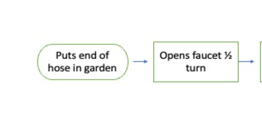 Puts end of
hose in garden
Opens faucet ½
turn